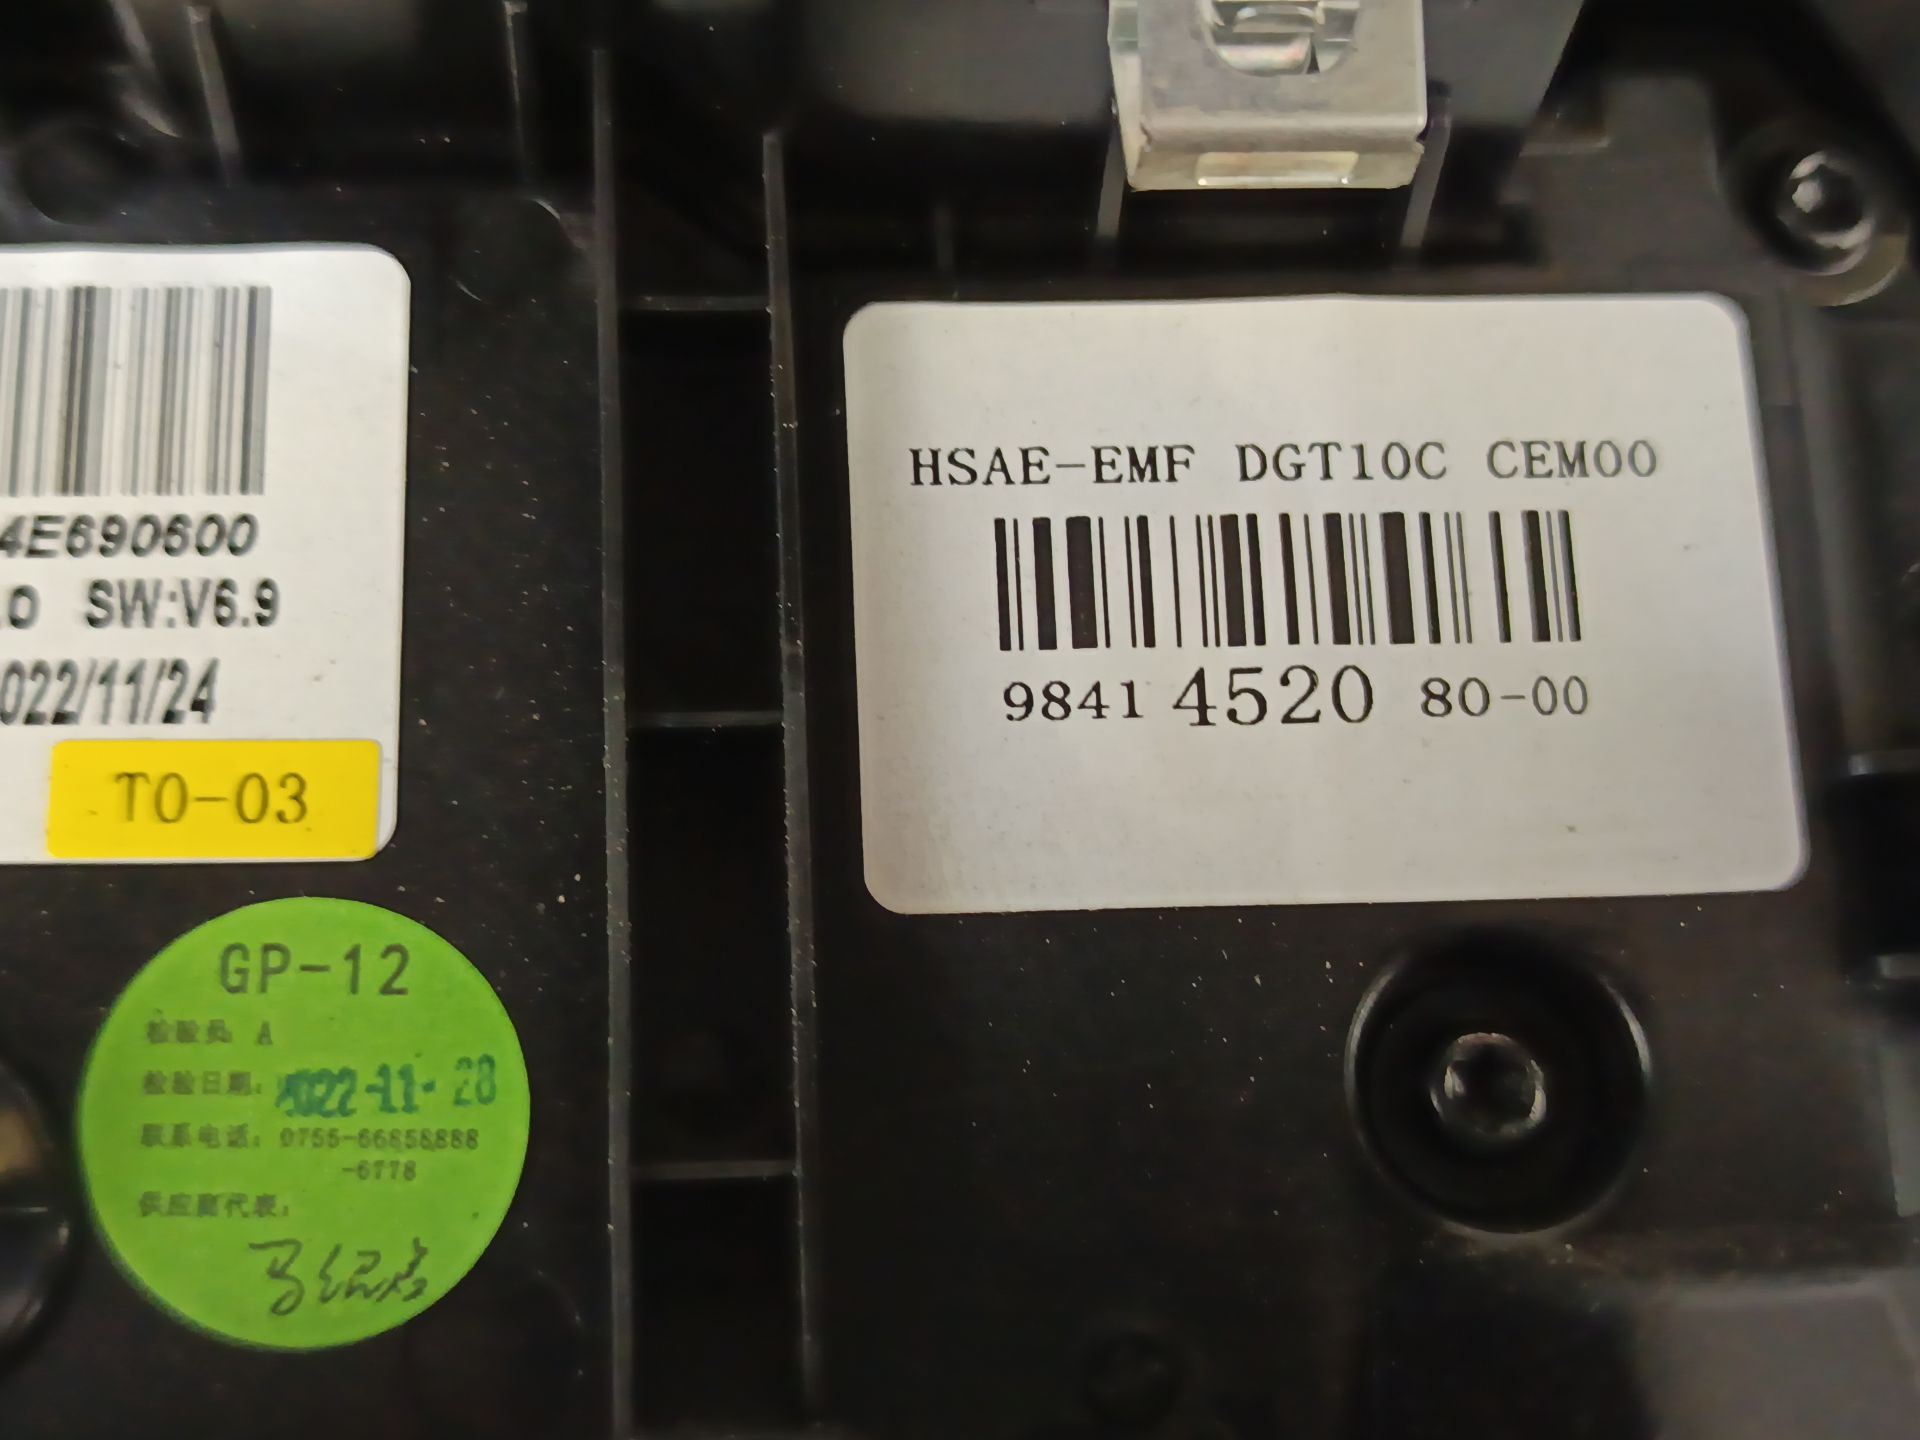 4E690600
.0 SW:V6.9
022/11/24
T0-03
GP-12
检验员 A
检验日期: 2022-11-28
联系电话: 0755-66858888
-6778
供应商代表:
HSAE-EMF DGT10C CEM00
9841 4520 80-00